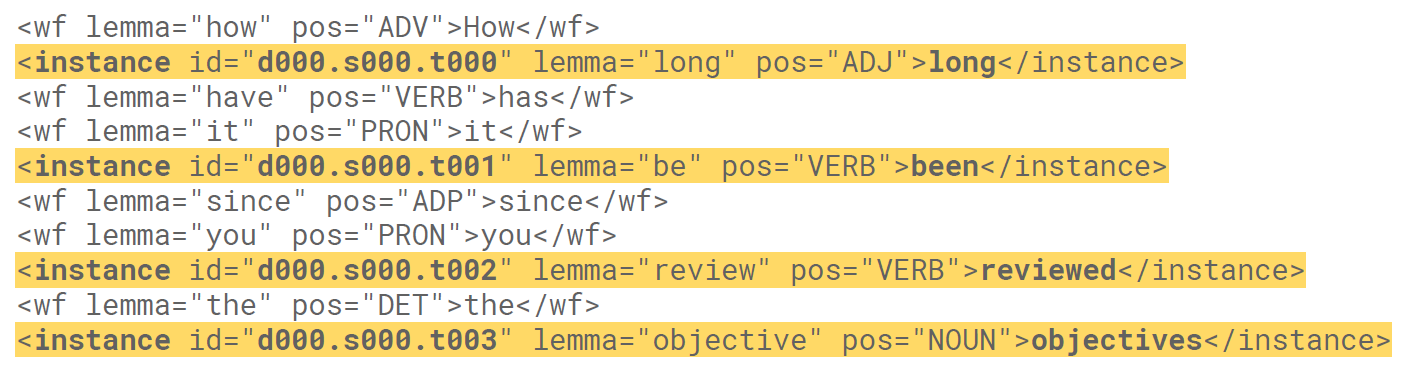 <wf lemma="how" pos="ADV">How</wf>
<instance id="d000.s000.t000" lemma="long" pos="ADJ">long</instance>
<wf lemma="have" pos="VERB">has</wf>
<wf lemma="it" pos="PRON">it</wf>
<instance id="d000.s000.t001" lemma="be" pos="VERB">been</instance>
<wf lemma="since" pos="ADP">since</wf>
<wf lemma="you" pos="PRON">you</wf>
<instance id="d000.s000.t002" lemma="review" pos="VERB">reviewed</instance>
<wf lemma="the" pos="DET">the</wf>
<instance id="d000.s000.t003" lemma="objective" pos="NOUN">objectives</instance>